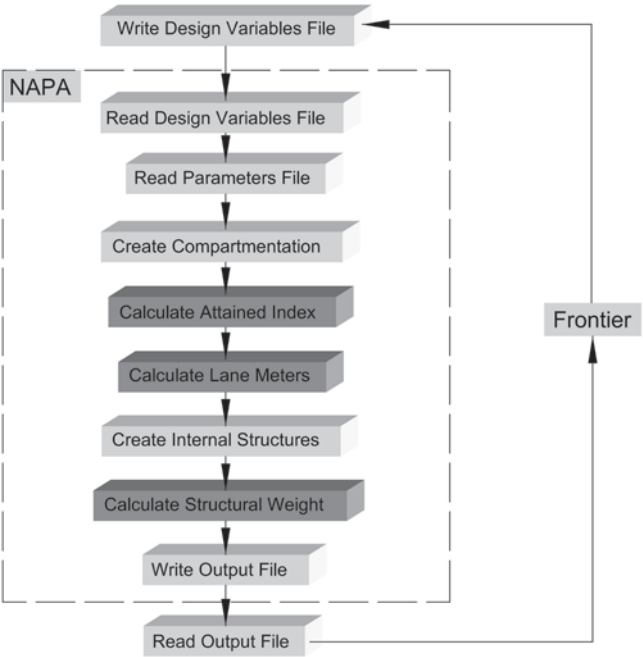 Write Design Variables File
NAPA
Read Design Variables File
Read Parameters File
Create Compartmentation
Calculate Attained Index
Frontier
Calculate Lane Meters
Create Internal Structures
Calculate Structural Weight
Write Output File
Read Output File